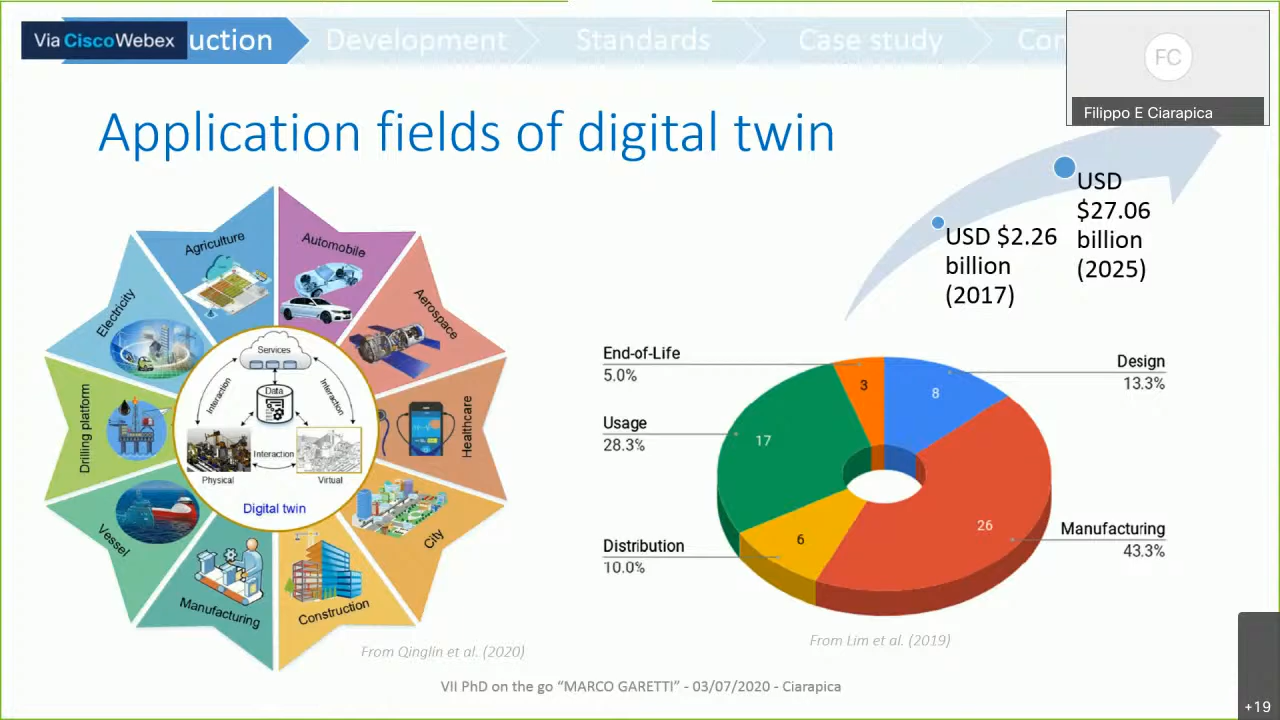 Via Cisco Webex
uction
Development
Standards
Case study
Co
FC
Filippo E Ciarapica
Application fields of digital twin
USD $2.26
billion
(2017)
USD
$27.06
billion
(2025)
Agriculture
Automobile
Electricity
Aerospace
Drilling platform
Healthcare
Vessel
City
Manufacturing
Construction
Services
Interaction
Interaction
Data
Interaction
Physical
Virtual
Digital twin
From Qinglin et al. (2020)
End-of-Life
5.0%
3
8
Design
13.3%
Usage
28.3%
17
26
Manufacturing
43.3%
Distribution
10.0%
6
From Lim et al. (2019)
VII PhD on the go “MARCO GARETTI” - 03/07/2020 - Ciarapica
+19